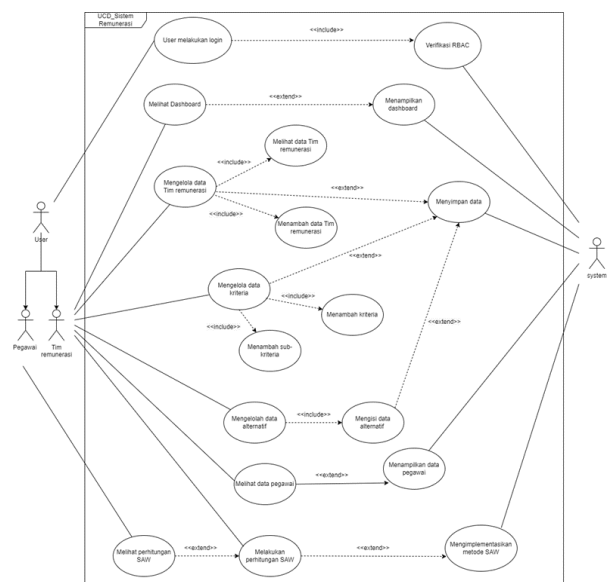 UCD_Sistem
Remunerasi
User melakukan login
<<include>>
Verifikasi RBAC
Melihat Dashboard
<<extend>>
Menampilkan
dashboard
Melihat data Tim
remunerasi
<<include>>
Mengelola data
Tim remunerasi
<<extend>>
Menyimpan data
<<include>>
Menambah data Tim
remunerasi
User
system
<<extend>>
Mengelola data
kriteria
<<include>>
Menambah kriteria
<<include>>
<<extend>>
Pegawai
Tim
remunerasi
Menambah sub-
kriteria
Mengelolah data
alternatif
<<include>>
Mengisi data
alternatif
Menampilkan data
pegawai
<<extend>>
Melihat data pegawai
Melihat perhitungan
SAW
<<extend>>
Melakukan
perhitungan SAW
<<extend>>
Mengimplementasikan
metode SAW